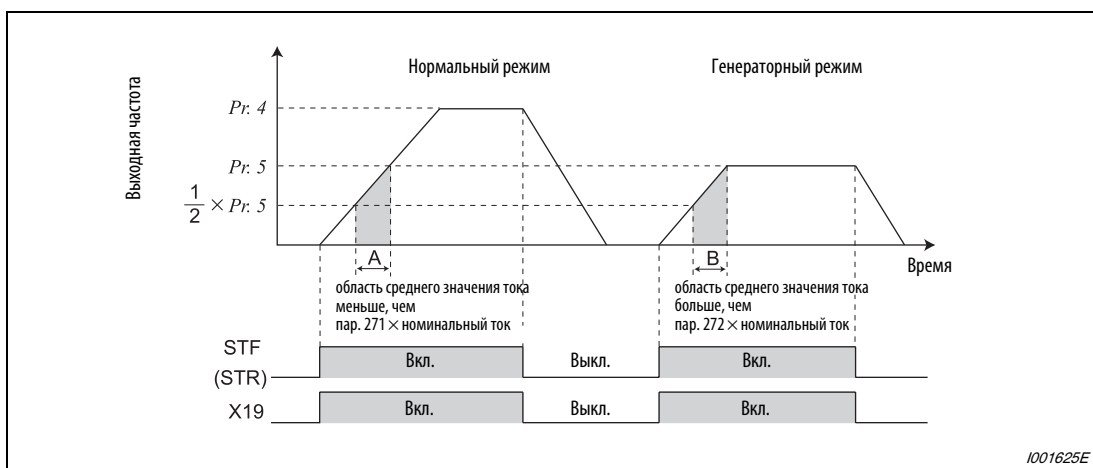 Нормальный режим
Генераторный режим
Выходная частота
Pr. 4
Pr. 5
1/2 × Pr. 5
A
B
Время
область среднего значения тока
меньше, чем
пар. 271 × номинальный ток
область среднего значения тока
больше, чем
пар. 272 × номинальный ток
STF
(STR)
Вкл.
Выкл.
Вкл.
X19
Вкл.
Выкл.
Вкл.
I001625E